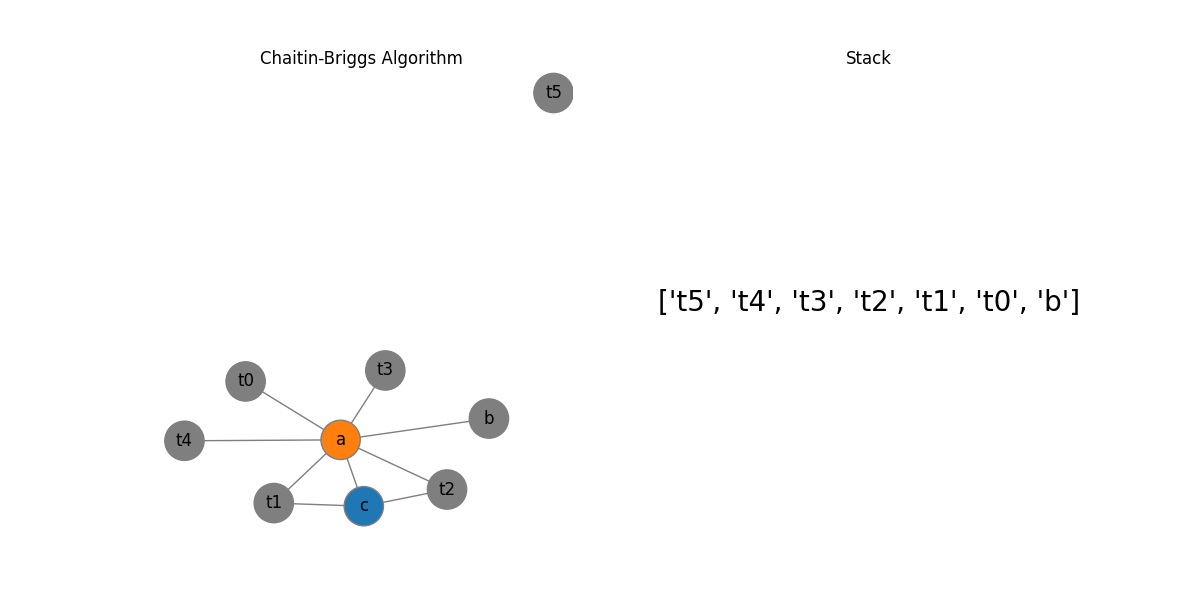 Chaitin-Briggs Algorithm
Stack
t5
['t5', 't4', 't3', 't2', 't1', 't0', 'b']
t3
t0
b
a
t4
t2
t1
c